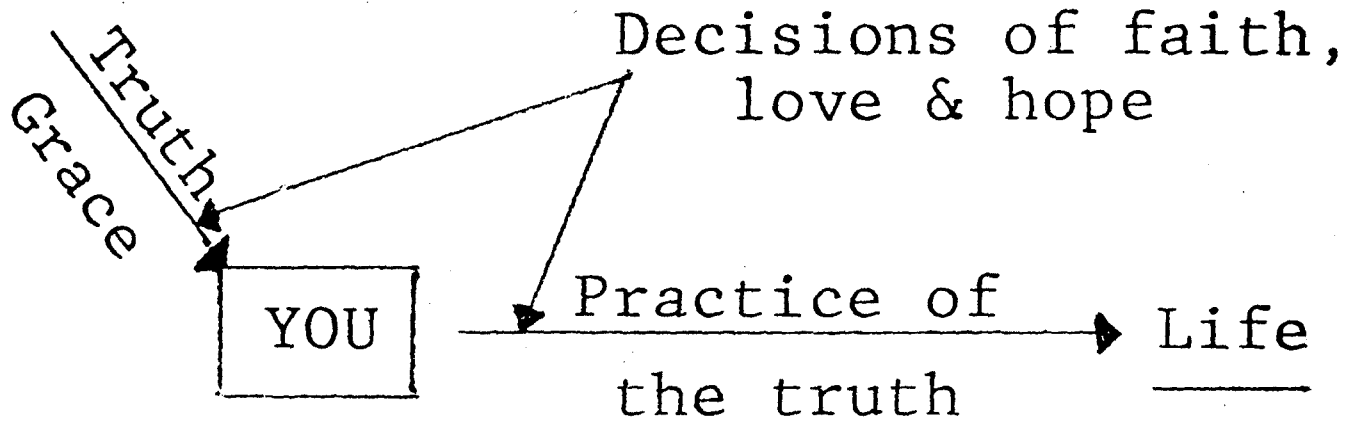 Truth
Grace
Decisions of faith,
love & hope
YOU
Practice of
the truth
Life